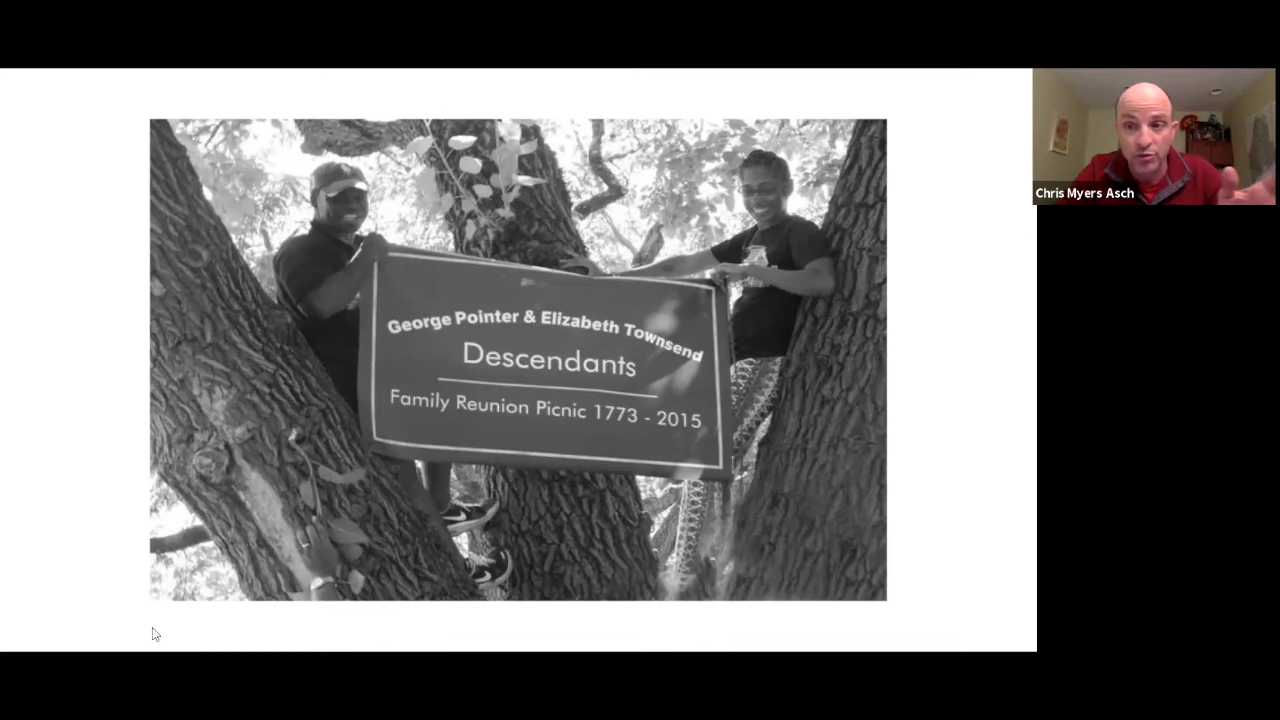 George Pointer & Elizabeth Townsend
Descendants
Family Reunion Picnic 1773 - 2015
Chris Myers Asch